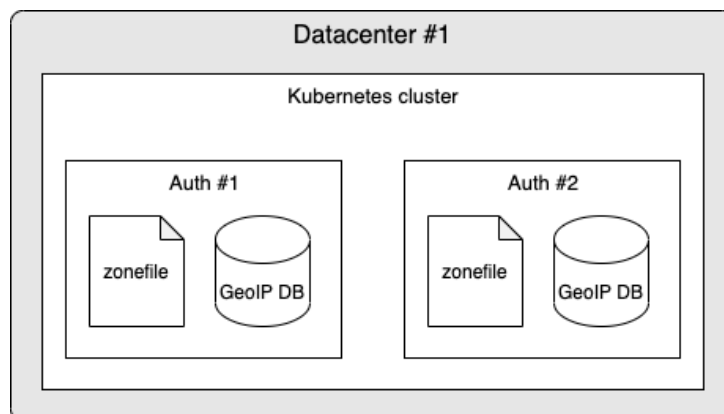 Datacenter #1
Kubernetes cluster
Auth #1
zonefile
GeoIP DB
Auth #2
zonefile
GeoIP DB